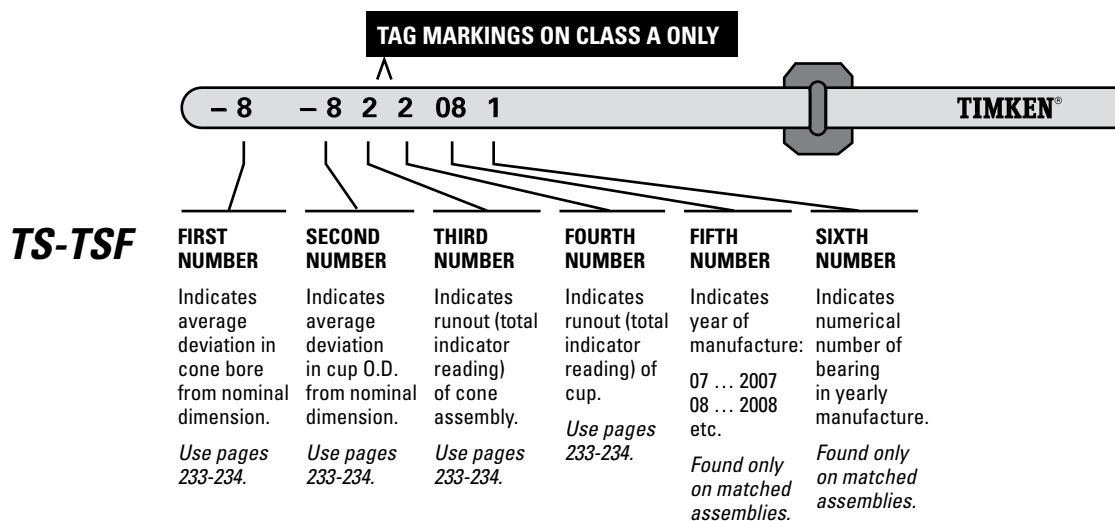 TAG MARKINGS ON CLASS A ONLY
– 8 – 8 2 2 08 1
TIMKEN®
TS-TSF
FIRST
NUMBER
Indicates
average
deviation in
cone bore
from nominal
dimension.
Use pages
233-234.
SECOND
NUMBER
Indicates
average
deviation
in cup O.D.
from nominal
dimension.
Use pages
233-234.
THIRD
NUMBER
Indicates
runout (total
indicator
reading)
of cone
assembly.
Use pages
233-234.
FOURTH
NUMBER
Indicates
runout (total
indicator
reading) of
cup.
Use pages
233-234.
FIFTH
NUMBER
Indicates
year of
manufacture:
07 … 2007
08 … 2008
etc.
Found only
on matched
assemblies.
SIXTH
NUMBER
Indicates
numerical
number of
bearing
in yearly
manufacture.
Found only
on matched
assemblies.